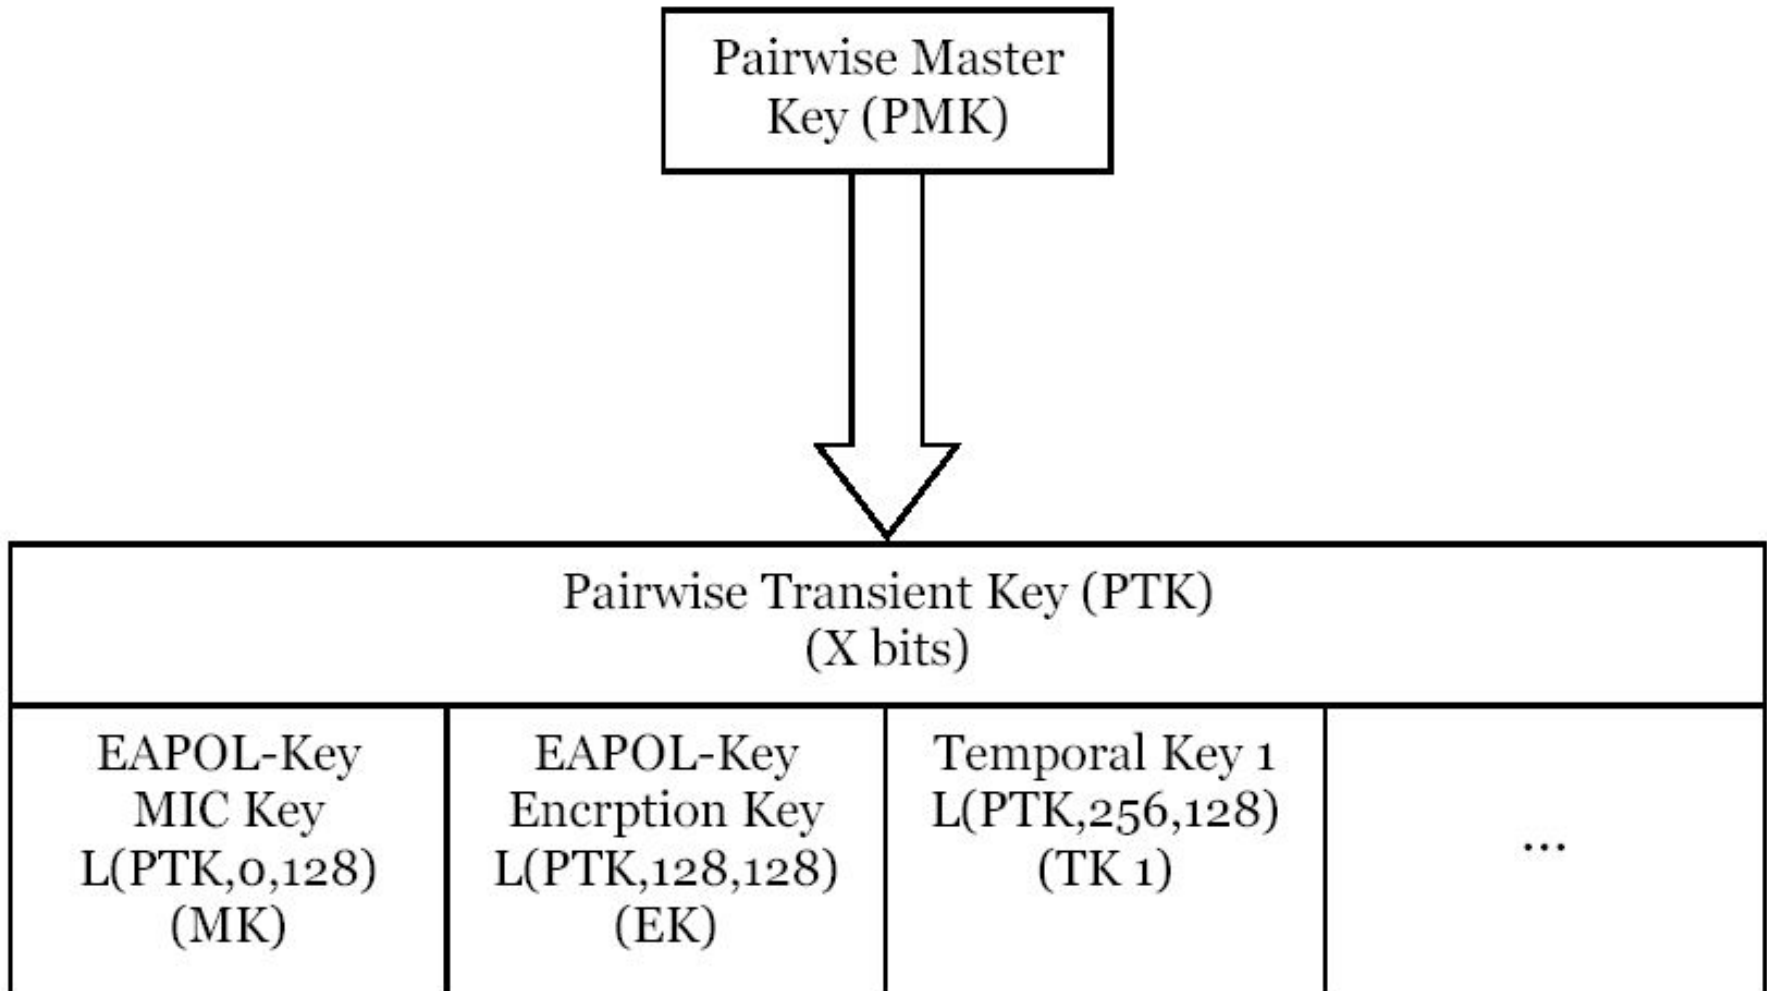 Pairwise Master
Key (PMK)
Pairwise Transient Key (PTK)
(X bits)
EAPOL-Key
MIC Key
L(PTK,0,128)
(MK)
EAPOL-Key
Encrption Key
L(PTK,128,128)
(EK)
Temporal Key 1
L(PTK,256,128)
(TK 1)
...